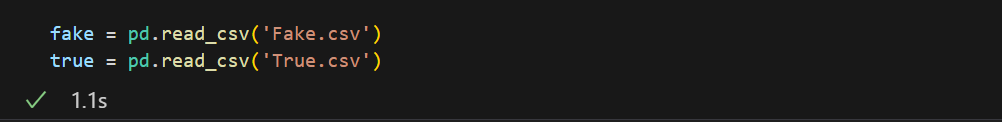 fake = pd.read_csv('Fake.csv')
true = pd.read_csv('True.csv')
1.1s